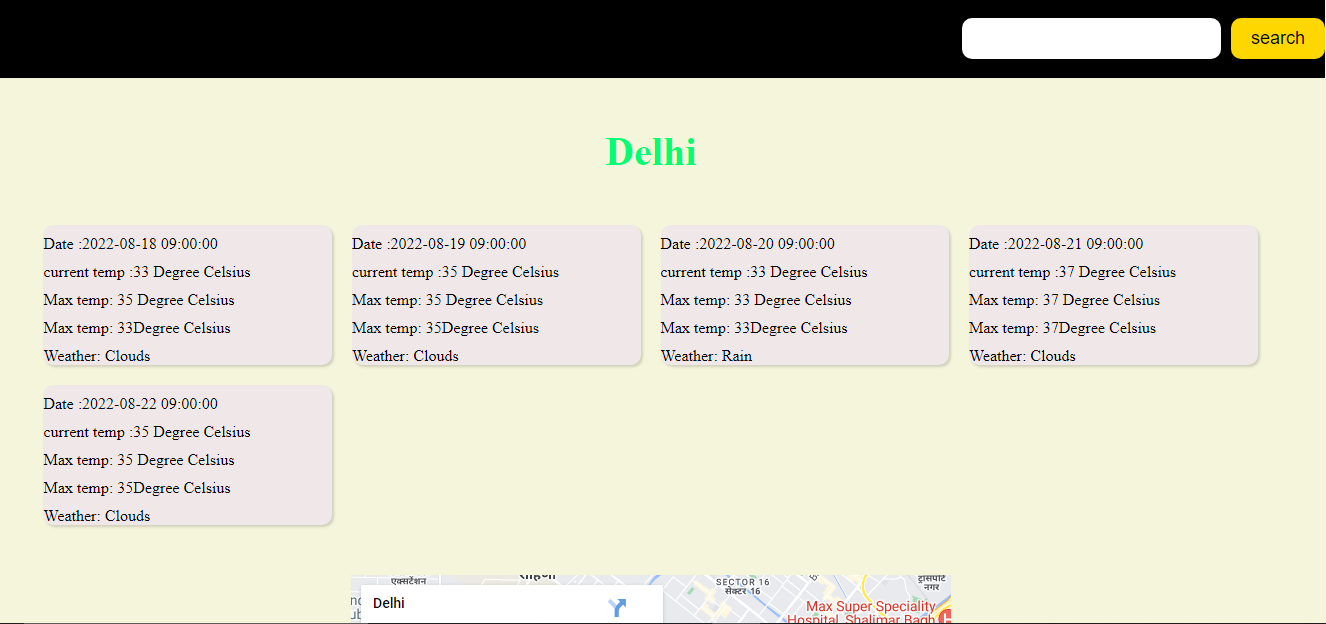 search
Delhi
Date :2022-08-18 09:00:00
current temp :33 Degree Celsius
Max temp: 35 Degree Celsius
Max temp: 33Degree Celsius
Weather: Clouds
Date :2022-08-19 09:00:00
current temp :35 Degree Celsius
Max temp: 35 Degree Celsius
Max temp: 35Degree Celsius
Weather: Clouds
Date :2022-08-20 09:00:00
current temp :33 Degree Celsius
Max temp: 33 Degree Celsius
Max temp: 33Degree Celsius
Weather: Rain
Date :2022-08-21 09:00:00
current temp :37 Degree Celsius
Max temp: 37 Degree Celsius
Max temp: 37Degree Celsius
Weather: Clouds
Date :2022-08-22 09:00:00
current temp :35 Degree Celsius
Max temp: 35 Degree Celsius
Max temp: 35Degree Celsius
Weather: Clouds
एक्सटेंशन
Delhi
SECTOR 16
सेक्टर 16
ट्रांसपोर्ट
नगर
Max Super Speciality
Hospital, Shalimar Bagh
H